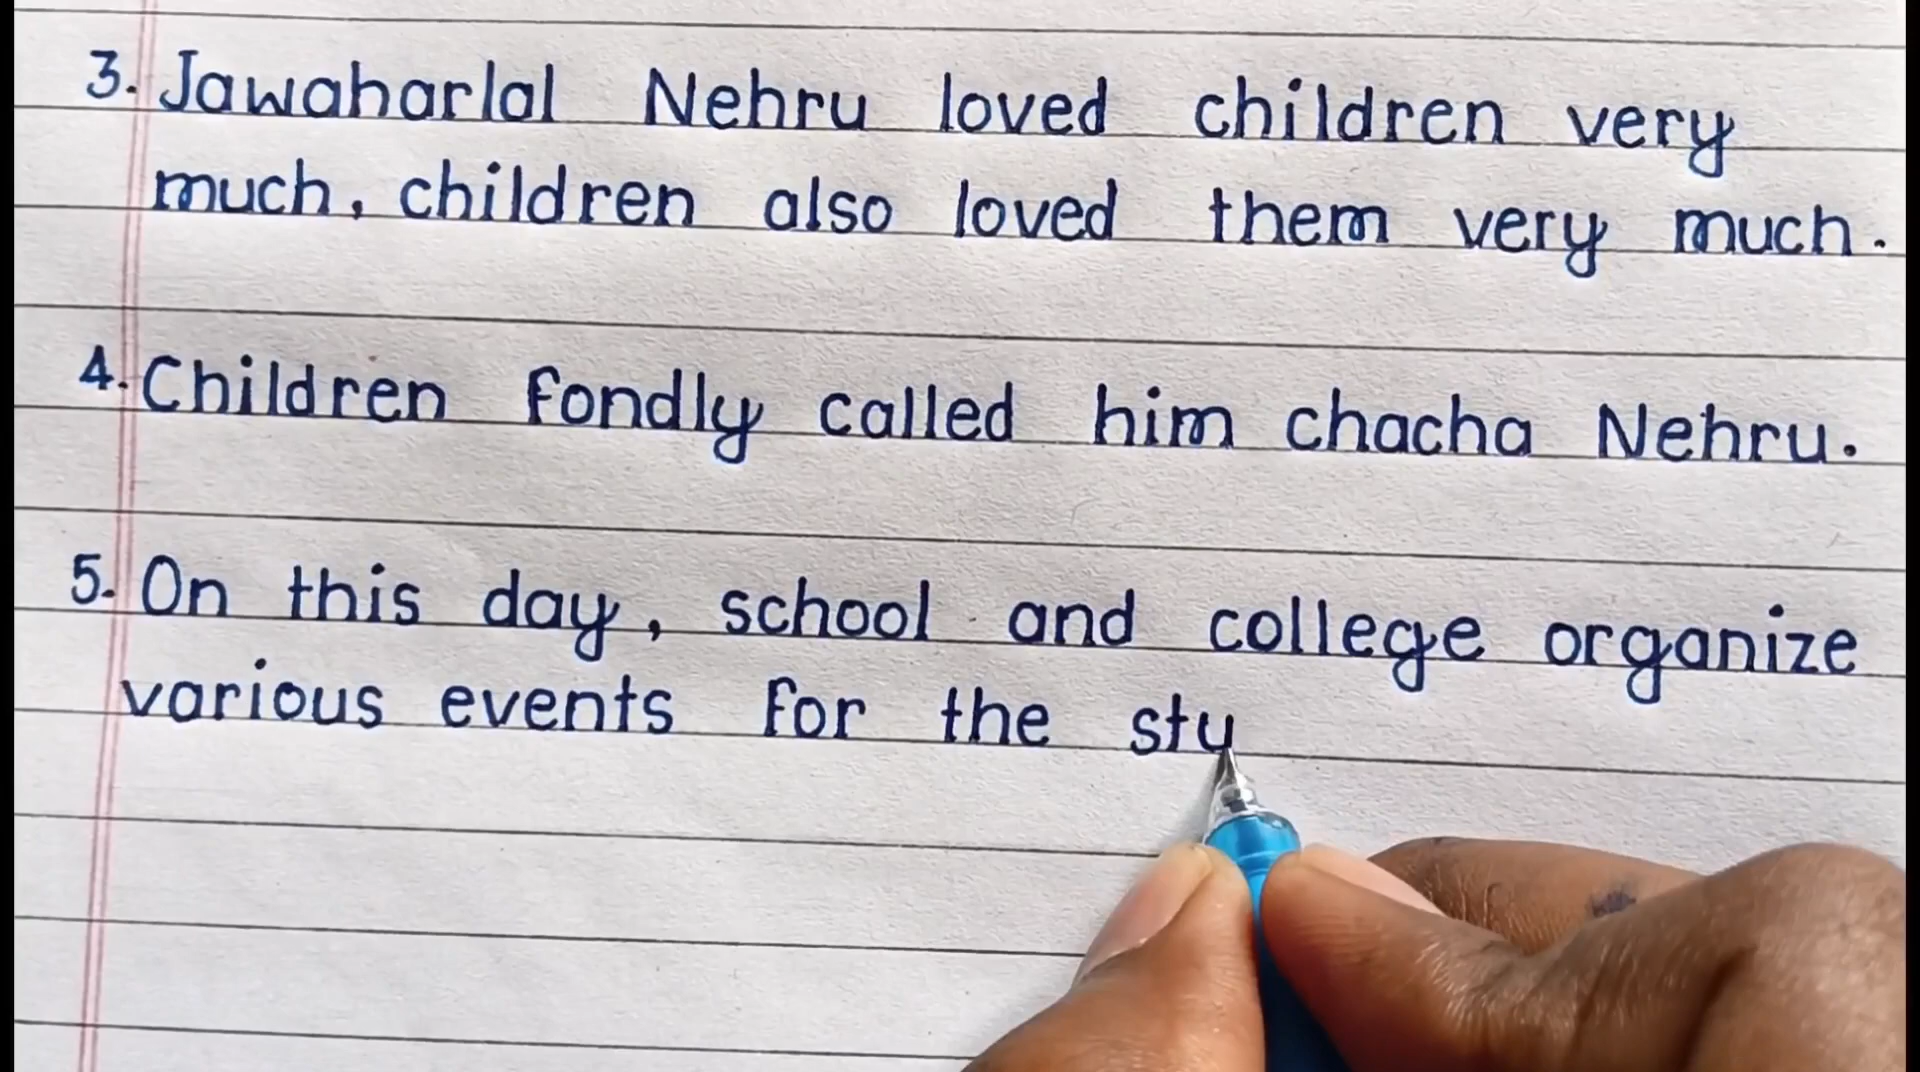 3. Jawaharlal Nehru loved children very
much, children also loved them very much.
4. Children fondly called him chacha Nehru.
5. On this day, school and college organize
various events for the stu